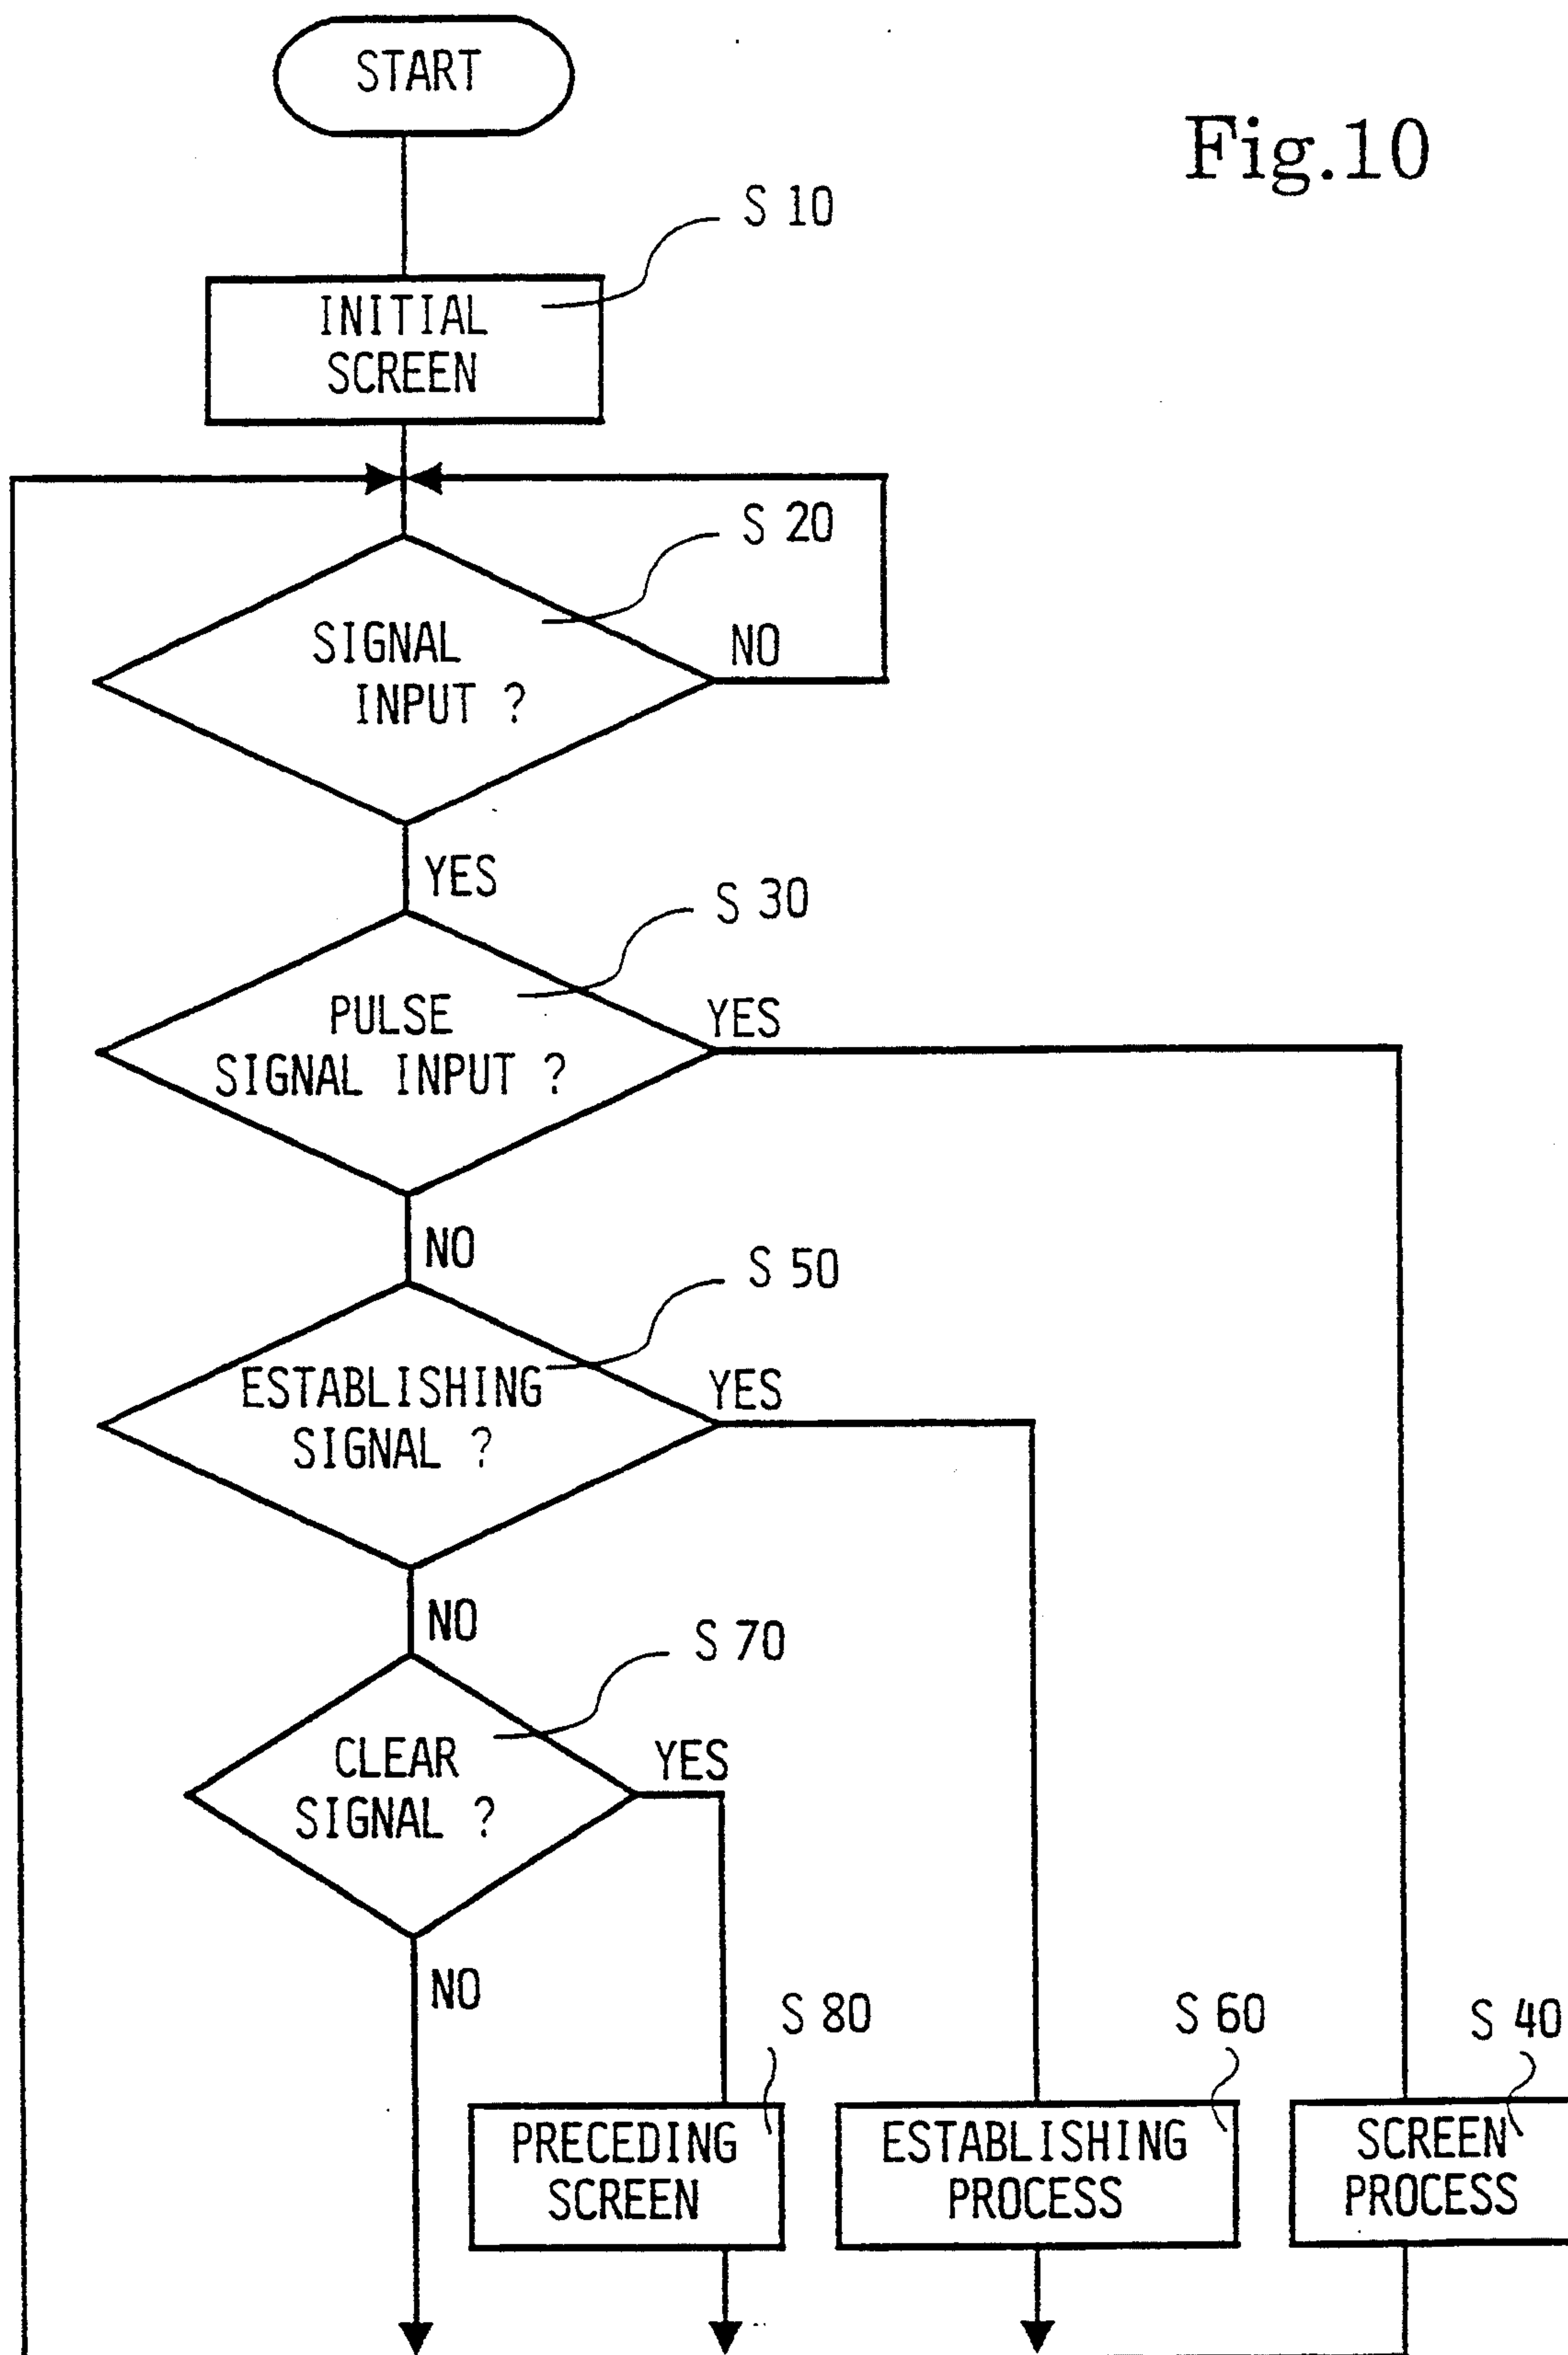 START
Fig.10
S 10
INITIAL
SCREEN
S 20
SIGNAL
INPUT ?
NO
YES
S 30
PULSE
SIGNAL INPUT ?
YES
NO
S 50
ESTABLISHING
SIGNAL ?
YES
NO
S 70
CLEAR
SIGNAL ?
YES
NO
S 80
S 60
S 40
PRECEDING
SCREEN
ESTABLISHING
PROCESS
SCREEN
PROCESS